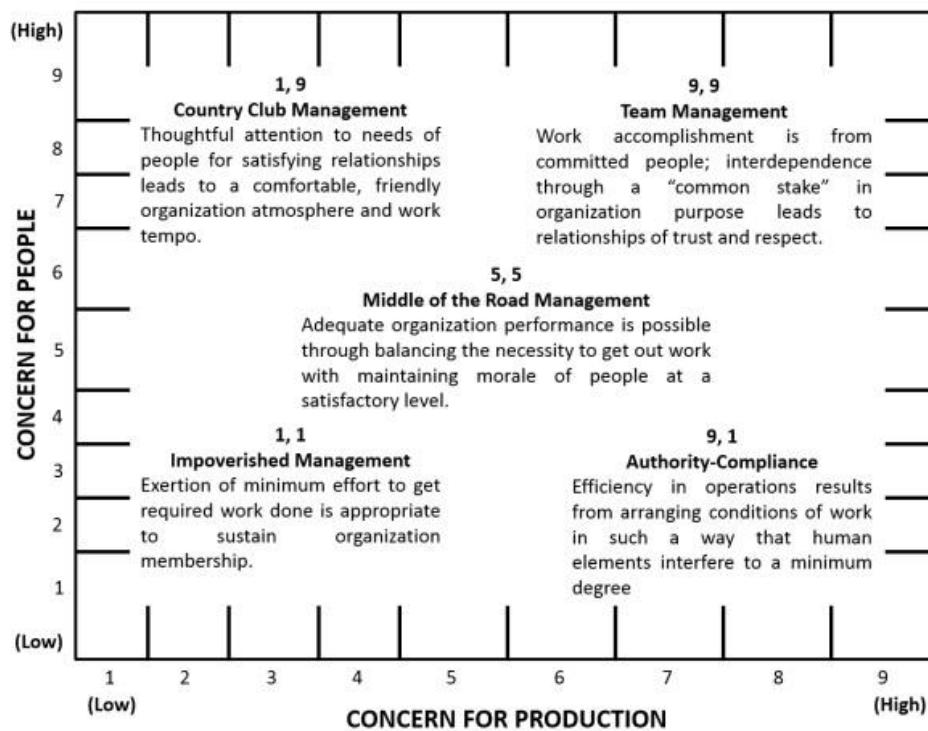 (High)
9
8
7
6
5
4
3
2
1
(Low)
CONCERN FOR PEOPLE
1, 9
Country Club Management
Thoughtful attention to needs of
people for satisfying relationships
leads to a comfortable, friendly
organization atmosphere and work
tempo.
9, 9
Team Management
Work accomplishment is from
committed people; interdependence
through a “common stake” in
organization purpose leads to
relationships of trust and respect.
5, 5
Middle of the Road Management
Adequate organization performance is possible
through balancing the necessity to get out work
with maintaining morale of people at a
satisfactory level.
1, 1
Impoverished Management
Exertion of minimum effort to get
required work done is appropriate
to sustain organization
membership.
9, 1
Authority-Compliance
Efficiency in operations results
from arranging conditions of work
in such a way that human
elements interfere to a minimum
degree
1 2 3 4 5 6 7 8 9
(Low) (High)
CONCERN FOR PRODUCTION